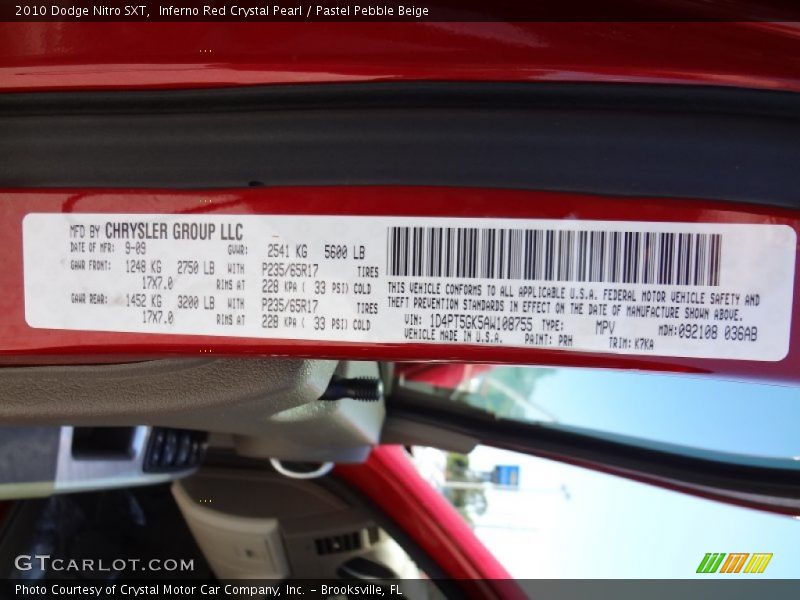 2010 Dodge Nitro SXT,  Inferno Red Crystal Pearl / Pastel Pebble Beige
MFD BY CHRYSLER GROUP LLC
DATE OF MFR: 9-09 GVWR: 2541 KG 5600 LB
GAWR FRONT: 1248 KG 2750 LB WITH P235/65R17 TIRES
17X7.0 RIMS AT 228 KPA ( 33 PSI) COLD
GAWR REAR: 1452 KG 3200 LB WITH P235/65R17 TIRES
17X7.0 RIMS AT 228 KPA ( 33 PSI) COLD
THIS VEHICLE CONFORMS TO ALL APPLICABLE U.S.A. FEDERAL MOTOR VEHICLE SAFETY AND
THEFT PREVENTION STANDARDS IN EFFECT ON THE DATE OF MANUFACTURE SHOWN ABOVE.
VIN: 1D4PT5GK5AW108755 TYPE: MPV MDH:092108 036AB
VEHICLE MADE IN U.S.A. PAINT: PRH TRIM: K7KA
GTCARLOT.COM
Photo Courtesy of Crystal Motor Car Company, Inc. – Brooksville, FL